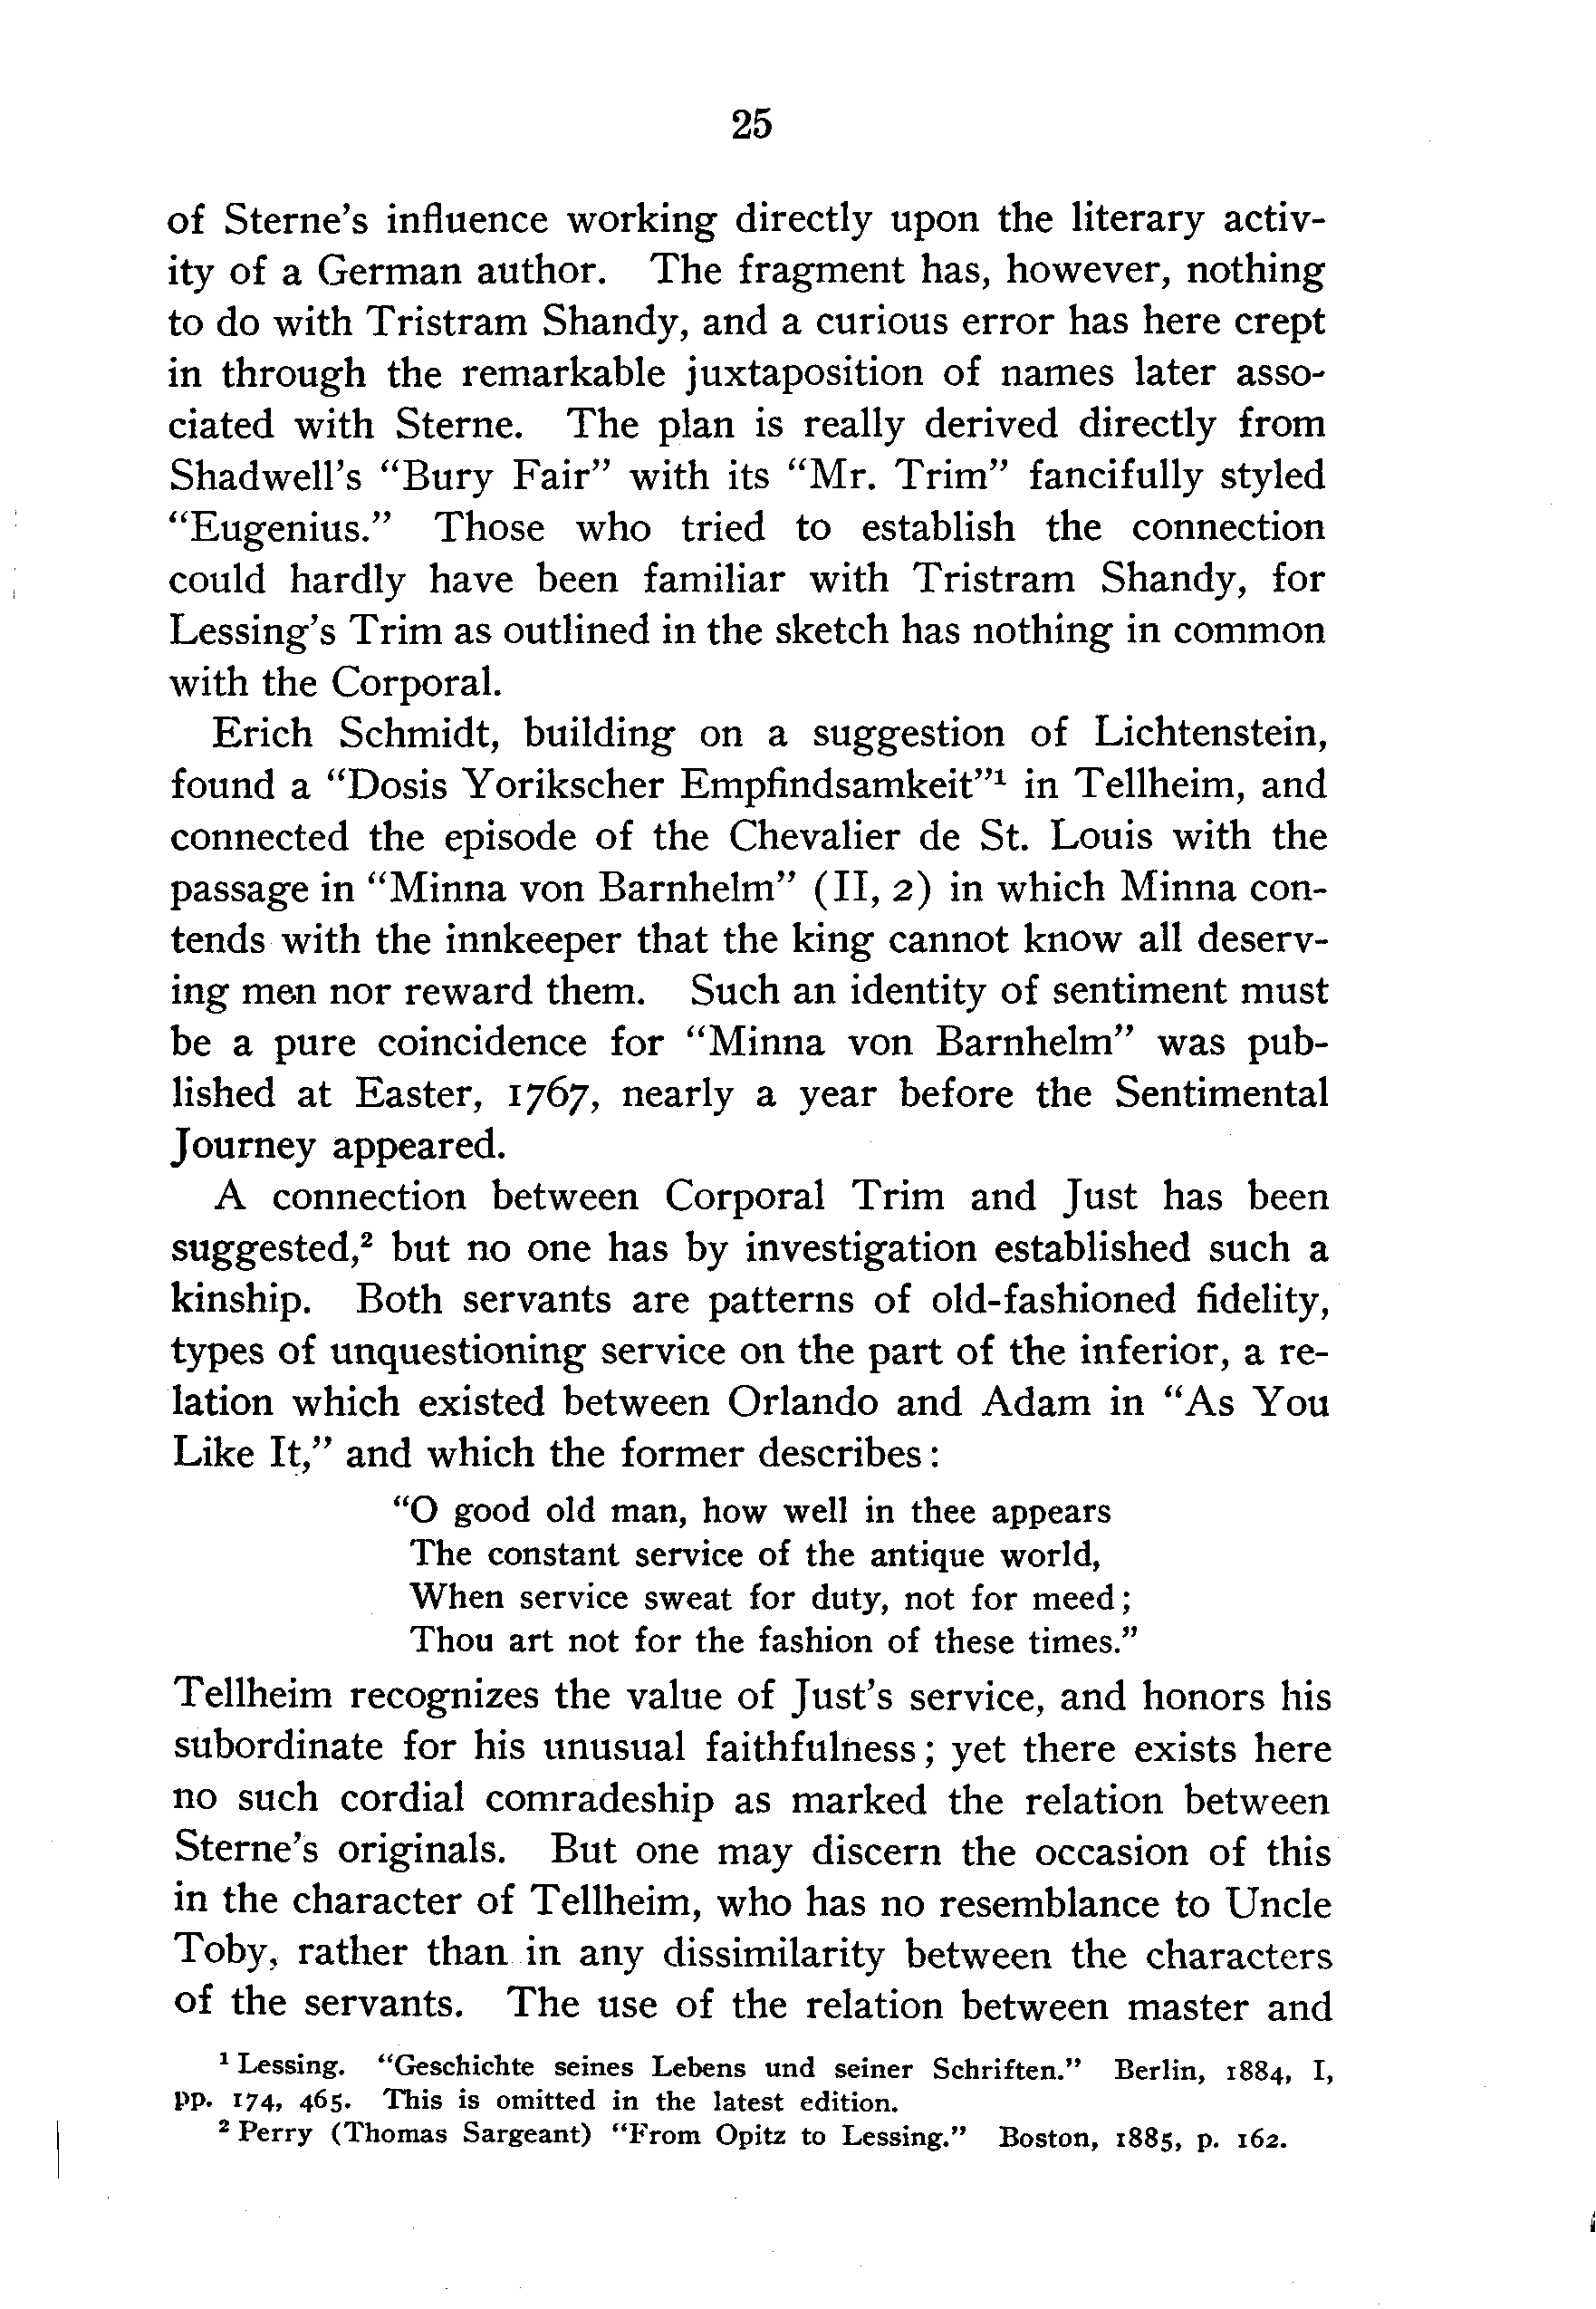 25
of Sterne's influence working directly upon the literary activ-
ity of a German author. The fragment has, however, nothing
to do with Tristram Shandy, and a curious error has here crept
in through the remarkable juxtaposition of names later asso-
ciated with Sterne. The plan is really derived directly from
Shadwell's “Bury Fair” with its “Mr. Trim” fancifully styled
“Eugenius.” Those who tried to establish the connection
could hardly have been familiar with Tristram Shandy, for
Lessing's Trim as outlined in the sketch has nothing in common
with the Corporal.
Erich Schmidt, building on a suggestion of Lichtenstein,
found a “Dosis Yorikscher Empfindsamkeit”¹ in Tellheim, and
connected the episode of the Chevalier de St. Louis with the
passage in “Minna von Barnhelm” (II, 2) in which Minna con-
tends with the innkeeper that the king cannot know all deserv-
ing men nor reward them. Such an identity of sentiment must
be a pure coincidence for “Minna von Barnhelm” was pub-
lished at Easter, 1767, nearly a year before the Sentimental
Journey appeared.
A connection between Corporal Trim and Just has been
suggested,² but no one has by investigation established such a
kinship. Both servants are patterns of old-fashioned fidelity,
types of unquestioning service on the part of the inferior, a re-
lation which existed between Orlando and Adam in “As You
Like It,” and which the former describes:
“O good old man, how well in thee appears
The constant service of the antique world,
When service sweat for duty, not for meed;
Thou art not for the fashion of these times.”
Tellheim recognizes the value of Just's service, and honors his
subordinate for his unusual faithfulness; yet there exists here
no such cordial comradeship as marked the relation between
Sterne's originals. But one may discern the occasion of this
in the character of Tellheim, who has no resemblance to Uncle
Toby, rather than in any dissimilarity between the characters
of the servants. The use of the relation between master and
¹ Lessing. “Geschichte seines Lebens und seiner Schriften.” Berlin, 1884, I,
pp. 174, 465. This is omitted in the latest edition.
² Perry (Thomas Sargeant) “From Opitz to Lessing.” Boston, 1885, p. 162.